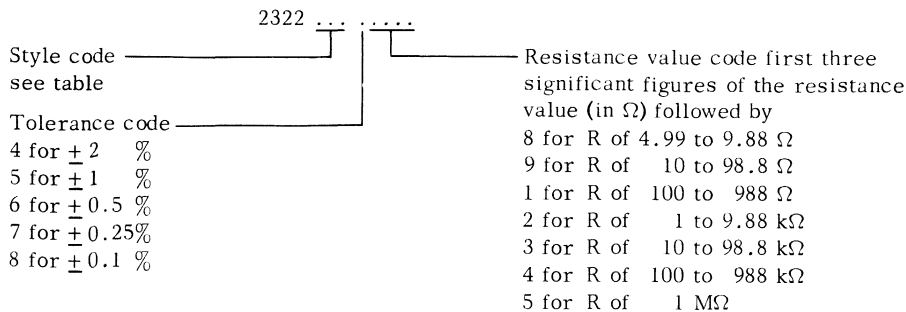 2322 ... . ....
Style code
see table
Tolerance code
4 for ± 2 %
5 for ± 1 %
6 for ± 0.5 %
7 for ± 0.25%
8 for ± 0.1 %
Resistance value code first three
significant figures of the resistance
value (in Ω) followed by
8 for R of 4.99 to 9.88 Ω
9 for R of 10 to 98.8 Ω
1 for R of 100 to 988 Ω
2 for R of 1 to 9.88 kΩ
3 for R of 10 to 98.8 kΩ
4 for R of 100 to 988 kΩ
5 for R of 1 MΩ